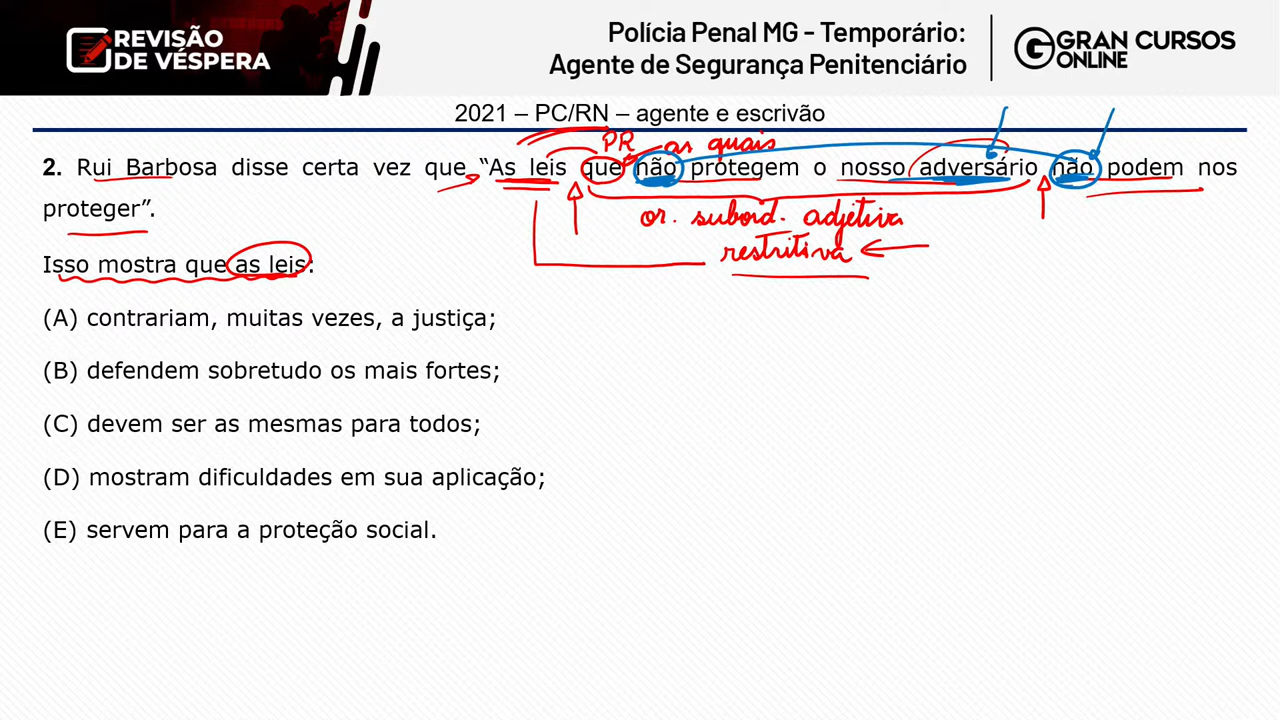 REVISÃO
DE VÉSPERA
Polícia Penal MG - Temporário:
Agente de Segurança Penitenciário
GRAN CURSOS
ONLINE
2021 – PC/RN – agente e escrivão
PR as quais
2. Rui Barbosa disse certa vez que “As leis que não protegem o nosso adversário não podem nos
proteger”.
or. subord. adjetiva
restritiva
Isso mostra que as leis:
(A) contrariam, muitas vezes, a justiça;
(B) defendem sobretudo os mais fortes;
(C) devem ser as mesmas para todos;
(D) mostram dificuldades em sua aplicação;
(E) servem para a proteção social.